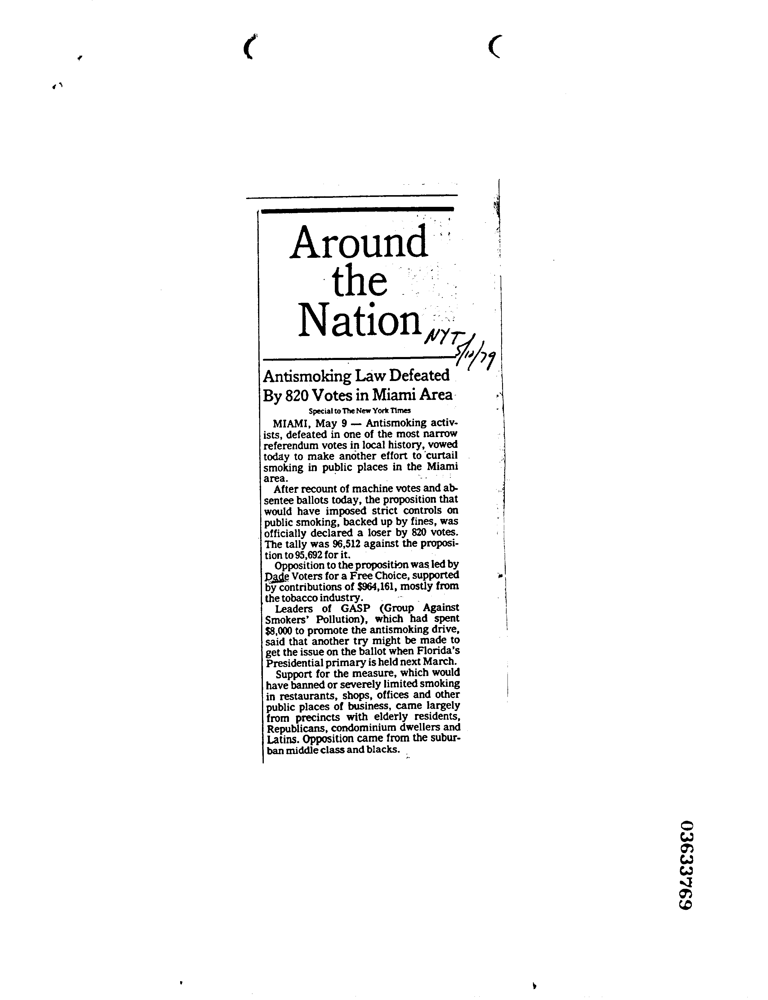 Around
the
Nation
NYT
5/10/79
Antismoking Law Defeated
By 820 Votes in Miami Area
Special to The New York Times
MIAMI, May 9 — Antismoking activ-
ists, defeated in one of the most narrow
referendum votes in local history, vowed
today to make another effort to curtail
smoking in public places in the Miami
area.
After recount of machine votes and ab-
sentee ballots today, the proposition that
would have imposed strict controls on
public smoking, backed up by fines, was
officially declared a loser by 820 votes.
The tally was 96,512 against the proposi-
tion to 95,692 for it.
Opposition to the proposition was led by
Dade Voters for a Free Choice, supported
by contributions of $964,161, mostly from
the tobacco industry.
Leaders of GASP (Group Against
Smokers' Pollution), which had spent
$8,000 to promote the antismoking drive,
said that another try might be made to
get the issue on the ballot when Florida's
Presidential primary is held next March.
Support for the measure, which would
have banned or severely limited smoking
in restaurants, shops, offices and other
public places of business, came largely
from precincts with elderly residents,
Republicans, condominium dwellers and
Latins. Opposition came from the subur-
ban middle class and blacks.
03633769